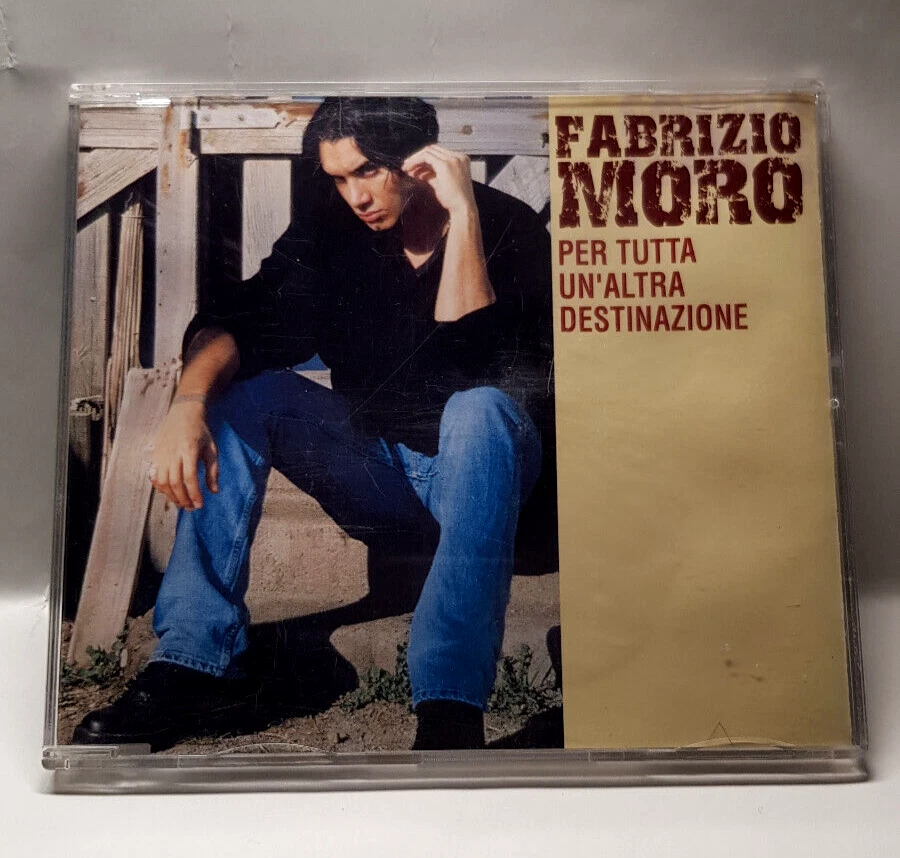 FABRIZIO
MORO
PER TUTTA
UN'ALTRA
DESTINAZIONE